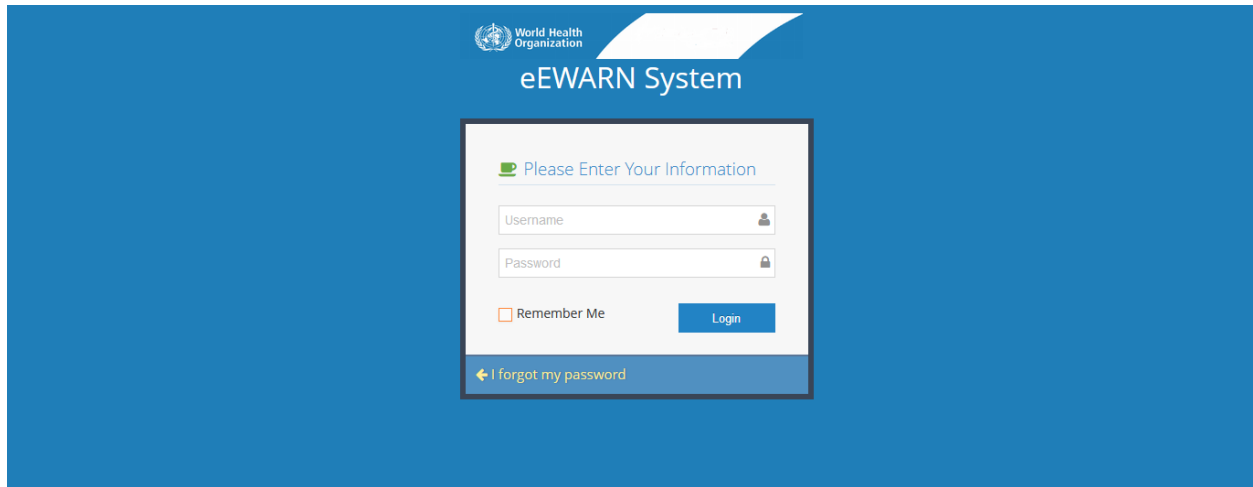 World Health
Organization
eEWARN System
Please Enter Your Information
Username
Password
Remember Me
Login
I forgot my password